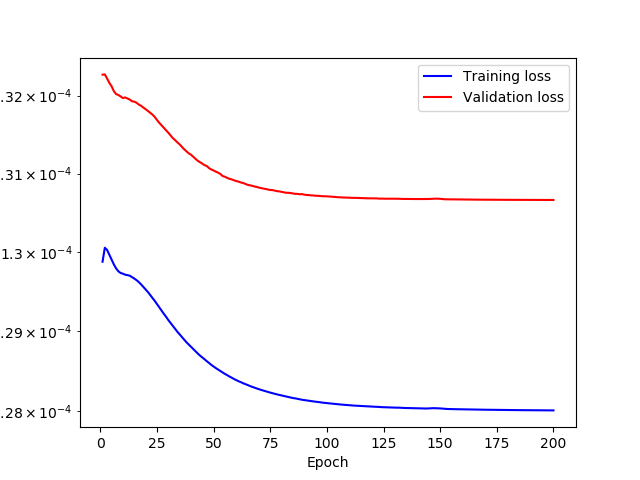 Training loss
Validation loss
.32 × 10⁻⁴
.31 × 10⁻⁴
1.3 × 10⁻⁴
.29 × 10⁻⁴
.28 × 10⁻⁴
0 25 50 75 100 125 150 175 200
Epoch